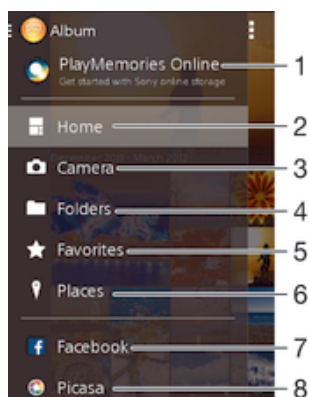 Album
PlayMemories Online 1
Get started with Sony online storage
Home 2
Camera 3
Folders 4
Favorites 5
Places 6
Facebook 7
Picasa 8